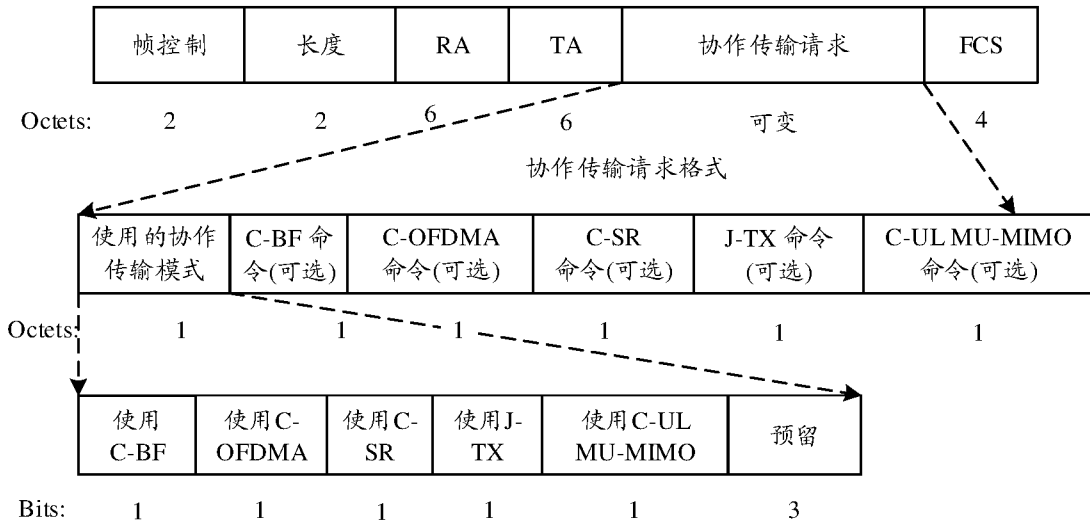 帧控制 长度 RA TA 协作传输请求 FCS
Octets: 2 2 6 6 可变 4
协作传输请求格式
使用的协作 C-BF 命 C-OFDMA C-SR J-TX 命令 C-UL MU-MIMO
传输模式 令(可选) 命令(可选) 命令(可选) (可选) 命令(可选)
Octets: 1 1 1 1 1 1
使用 使用C- 使用C- 使用J- 使用C-UL 预留
C-BF OFDMA SR TX MU-MIMO
Bits: 1 1 1 1 1 3